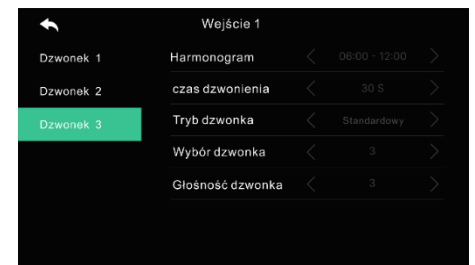 Wejście 1
Dzwonek 1
Harmonogram 06:00 - 12:00
Dzwonek 2
czas dzwonienia 30 S
Dzwonek 3
Tryb dzwonka Standardowy
Wybór dzwonka 3
Głośność dzwonka 3